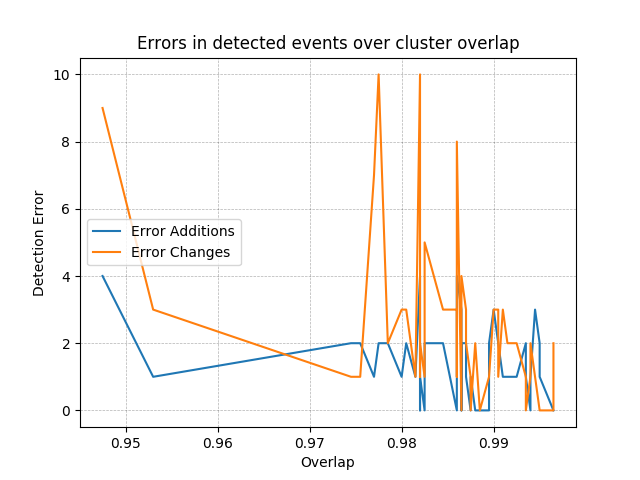 Errors in detected events over cluster overlap
10
8
6
4
2
0
Detection Error
Error Additions
Error Changes
0.95
0.96
0.97
0.98
0.99
Overlap